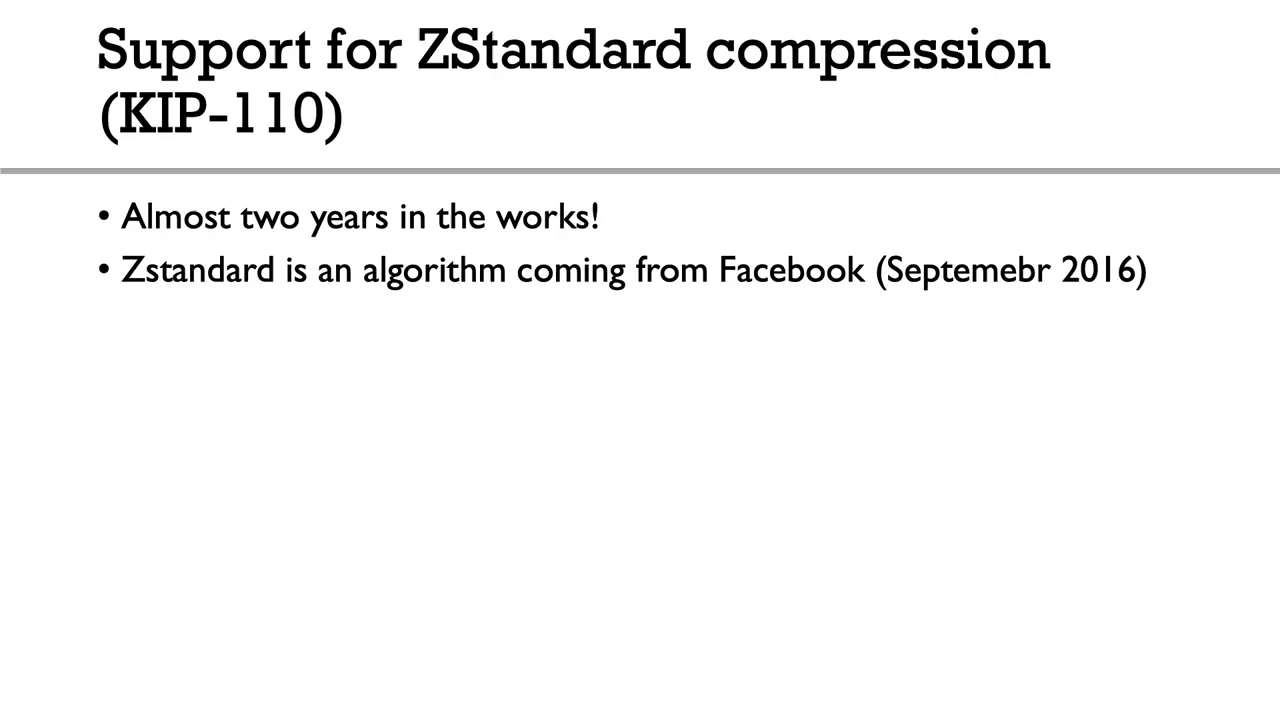 Support for ZStandard compression
(KIP-110)
• Almost two years in the works!
• Zstandard is an algorithm coming from Facebook (Septemebr 2016)